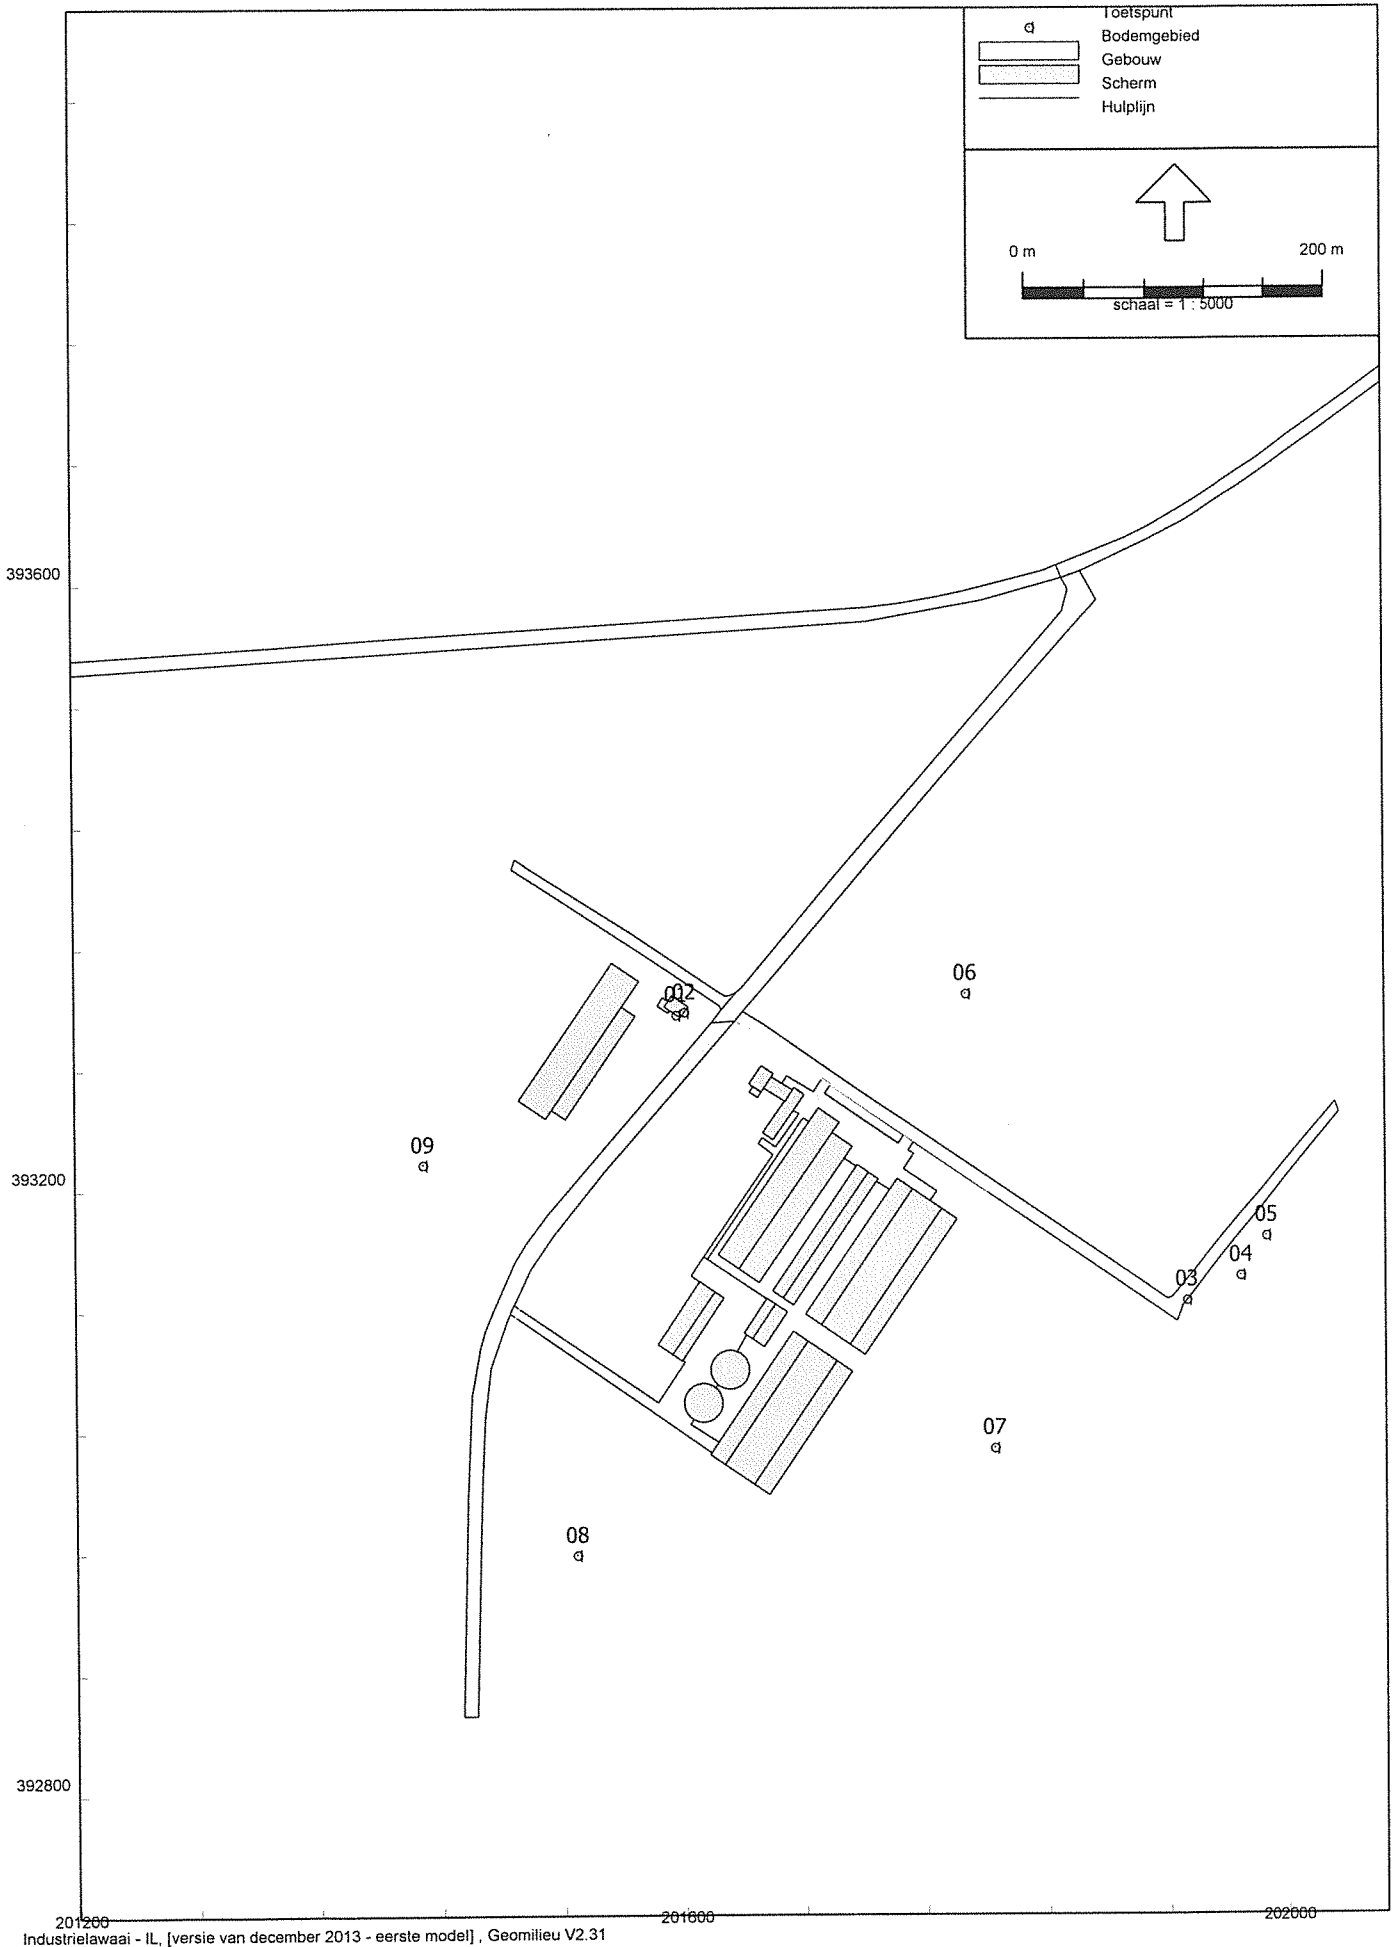 Toetspunt
Bodemgebied
Gebouw
Scherm
Hulplijn
0 m 200 m
schaal = 1 : 5000
393600
06
01 02
09
393200
05
04
03
07
08
392800
201200 201600 202000
Industrielawaai - IL, [versie van december 2013 - eerste model] , Geomilieu V2.31